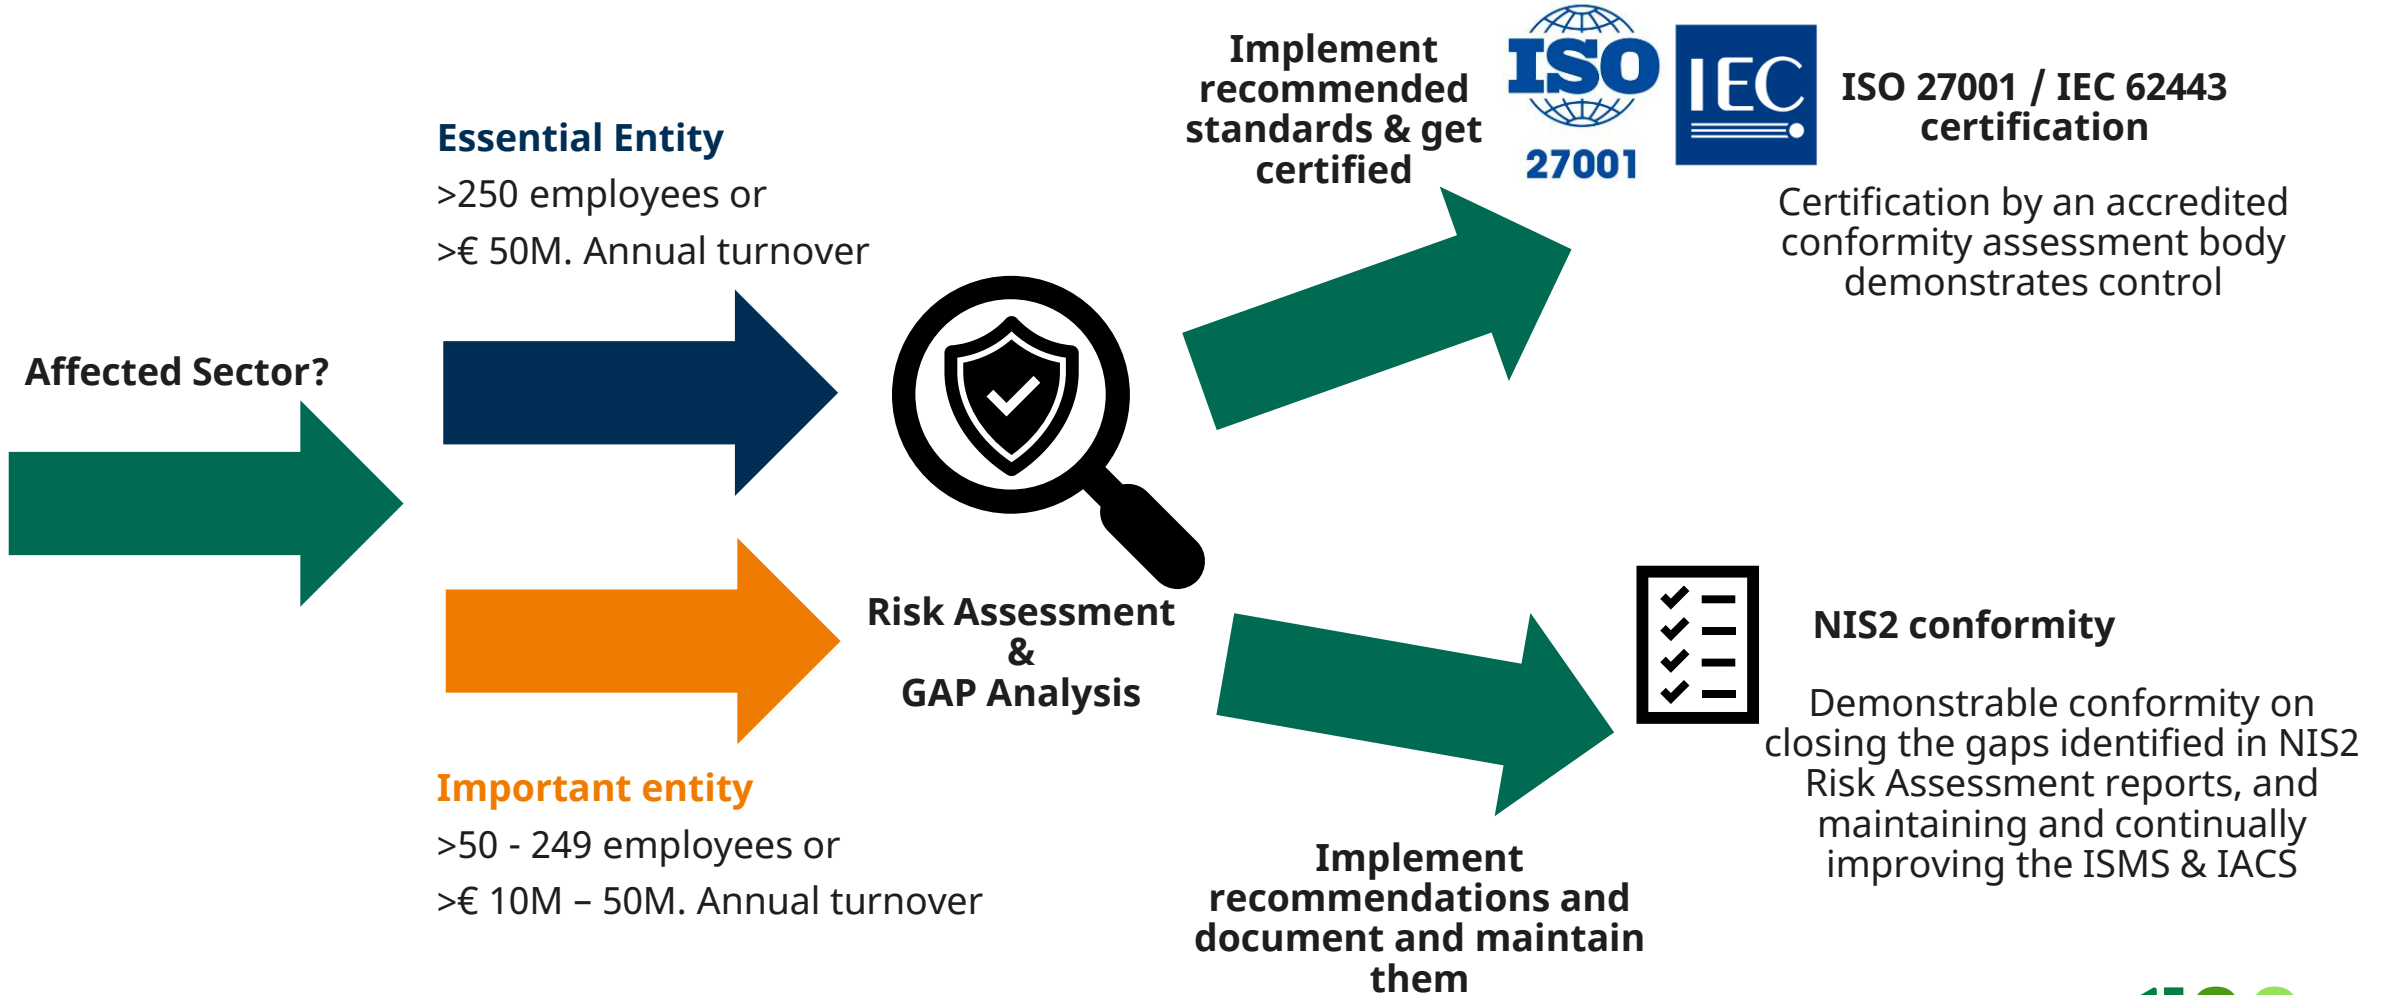 Affected Sector?
Essential Entity
>250 employees or
>€ 50M. Annual turnover
Important entity
>50 - 249 employees or
>€ 10M – 50M. Annual turnover
Risk Assessment
&
GAP Analysis
Implement
recommended
standards & get
certified
ISO
27001
IEC
ISO 27001 / IEC 62443
certification
Certification by an accredited
conformity assessment body
demonstrates control
Implement
recommendations and
document and maintain
them
NIS2 conformity
Demonstrable conformity on
closing the gaps identified in NIS2
Risk Assessment reports, and
maintaining and continually
improving the ISMS & IACS